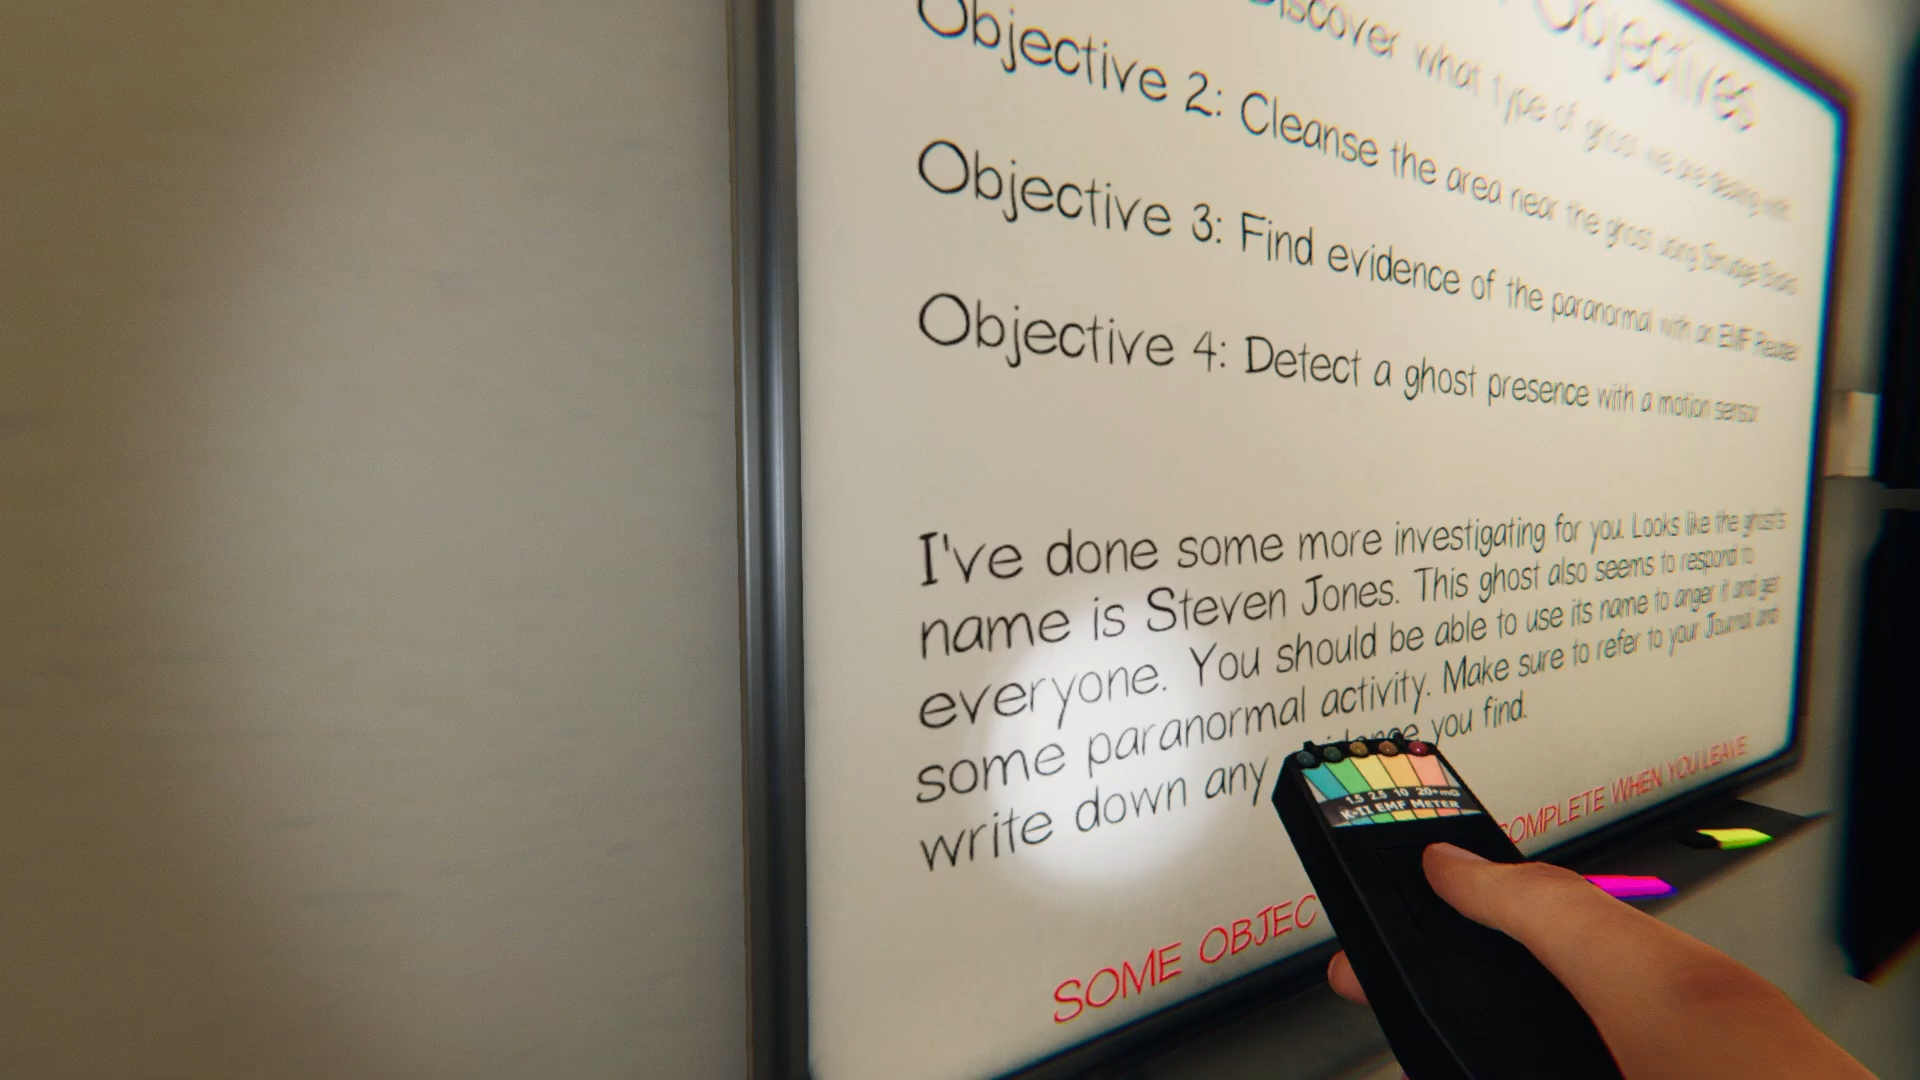 Objectives
Discover what type of ghost we are dealing with
Objective 2: Cleanse the area near the ghost using Smudge Sticks
Objective 3: Find evidence of the paranormal with an EMF Reader
Objective 4: Detect a ghost presence with a motion sensor
I've done some more investigating for you. Looks like the ghost's
name is Steven Jones. This ghost also seems to respond to
everyone. You should be able to use its name to anger it and get
some paranormal activity. Make sure to refer to your Journal and
write down any evidence you find.
SOME OBJEC COMPLETE WHEN YOU LEAVE
1.5 2.5 10 20+mG
K-II EMF METER